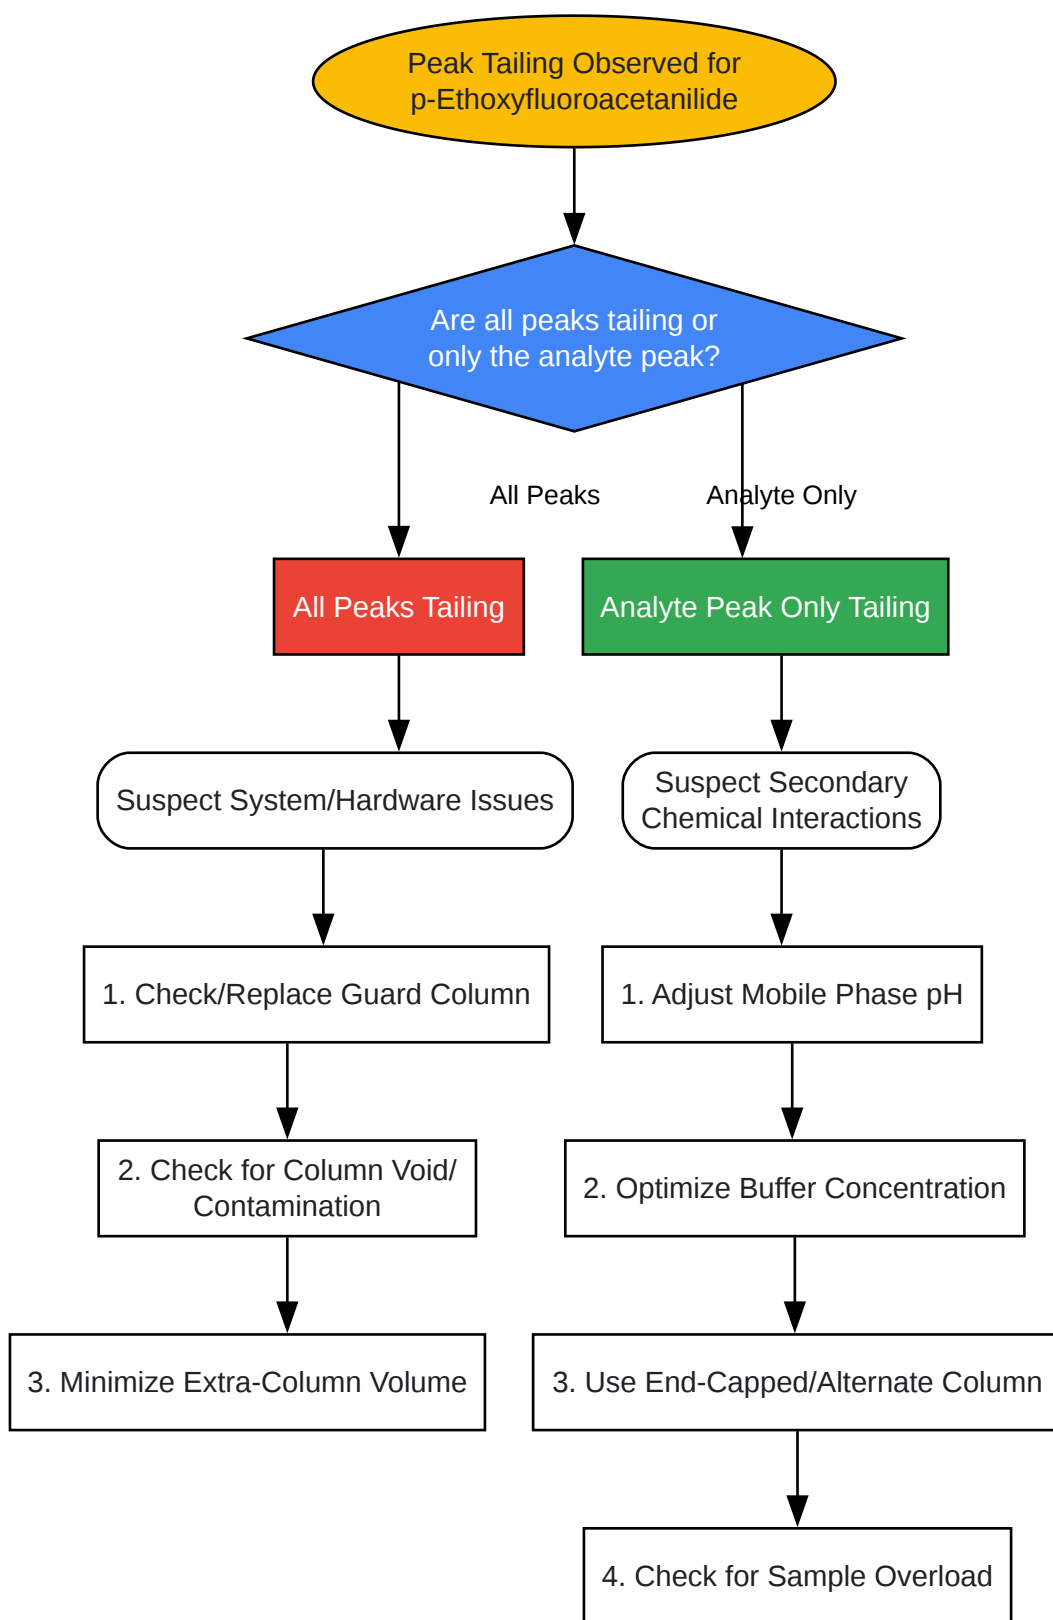 Peak Tailing Observed for
p-Ethoxyfluoroacetanilide
Are all peaks tailing or
only the analyte peak?
All Peaks
Analyte Only
All Peaks Tailing
Analyte Peak Only Tailing
Suspect System/Hardware Issues
Suspect Secondary
Chemical Interactions
1. Check/Replace Guard Column
1. Adjust Mobile Phase pH
2. Check for Column Void/
Contamination
2. Optimize Buffer Concentration
3. Minimize Extra-Column Volume
3. Use End-Capped/Alternate Column
4. Check for Sample Overload